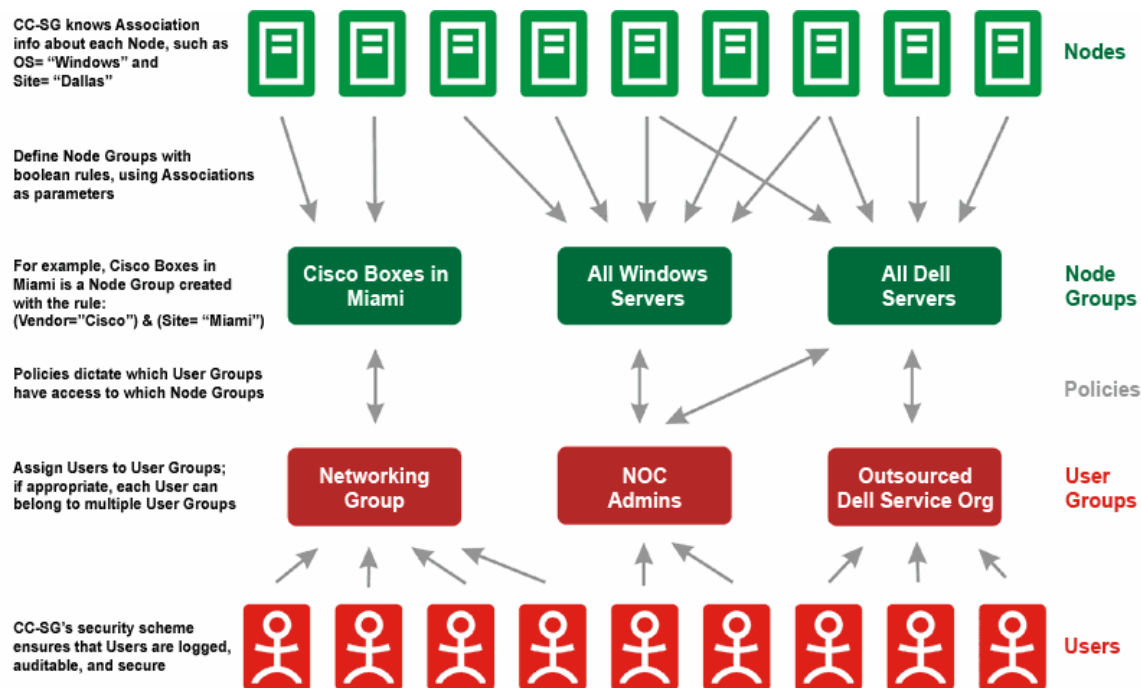 CC-SG knows Association
info about each Node, such as
OS= “Windows” and
Site= “Dallas”
Nodes
Define Node Groups with
boolean rules, using Associations
as parameters
For example, Cisco Boxes in
Miami is a Node Group created
with the rule:
(Vendor=”Cisco”) & (Site= “Miami”)
Cisco Boxes in
Miami
All Windows
Servers
All Dell
Servers
Node
Groups
Policies dictate which User Groups
have access to which Node Groups
Policies
Assign Users to User Groups;
if appropriate, each User can
belong to multiple User Groups
Networking
Group
NOC
Admins
Outsourced
Dell Service Org
User
Groups
CC-SG’s security scheme
ensures that Users are logged,
auditable, and secure
Users